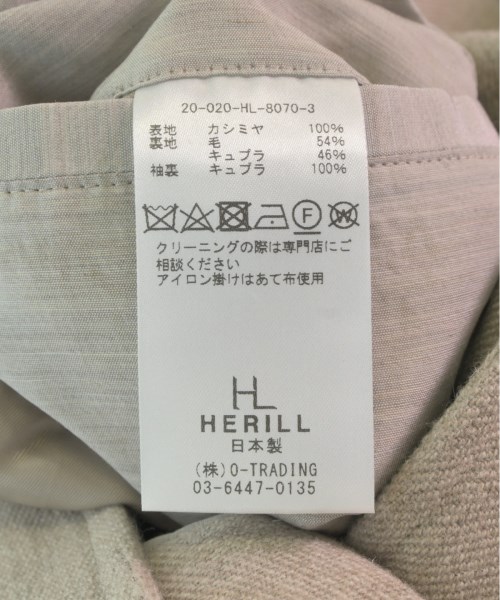 20-020-HL-8070-3
表地 カシミヤ 100%
裏地 毛 54%
キュプラ 46%
袖裏 キュプラ 100%
F W
クリーニングの際は専門店にご
相談ください
アイロン掛けはあて布使用
HL
HERILL
日本製
(株)O-TRADING
03-6447-0135